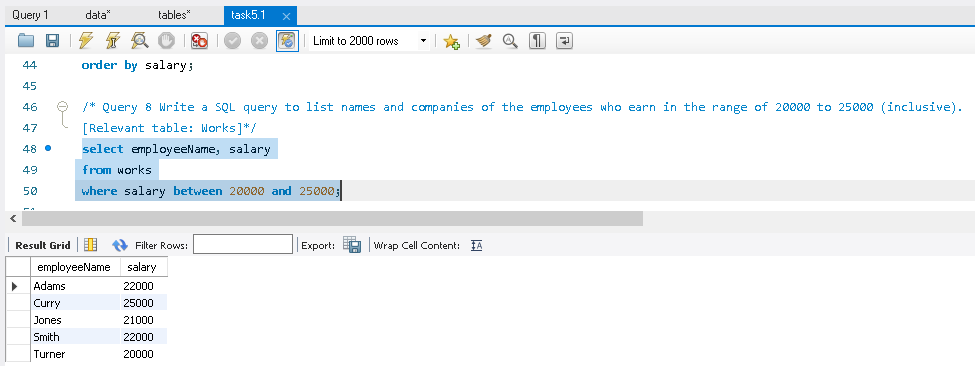 Query 1 data* tables* task5.1
Limit to 2000 rows
44 order by salary;
45
46 /* Query 8 Write a SQL query to list names and companies of the employees who earn in the range of 20000 to 25000 (inclusive).
47 [Relevant table: Works]*/
48 select employeeName, salary
49 from works
50 where salary between 20000 and 25000;
Result Grid Filter Rows: Export: Wrap Cell Content:
employeeName salary
Adams 22000
Curry 25000
Jones 21000
Smith 22000
Turner 20000